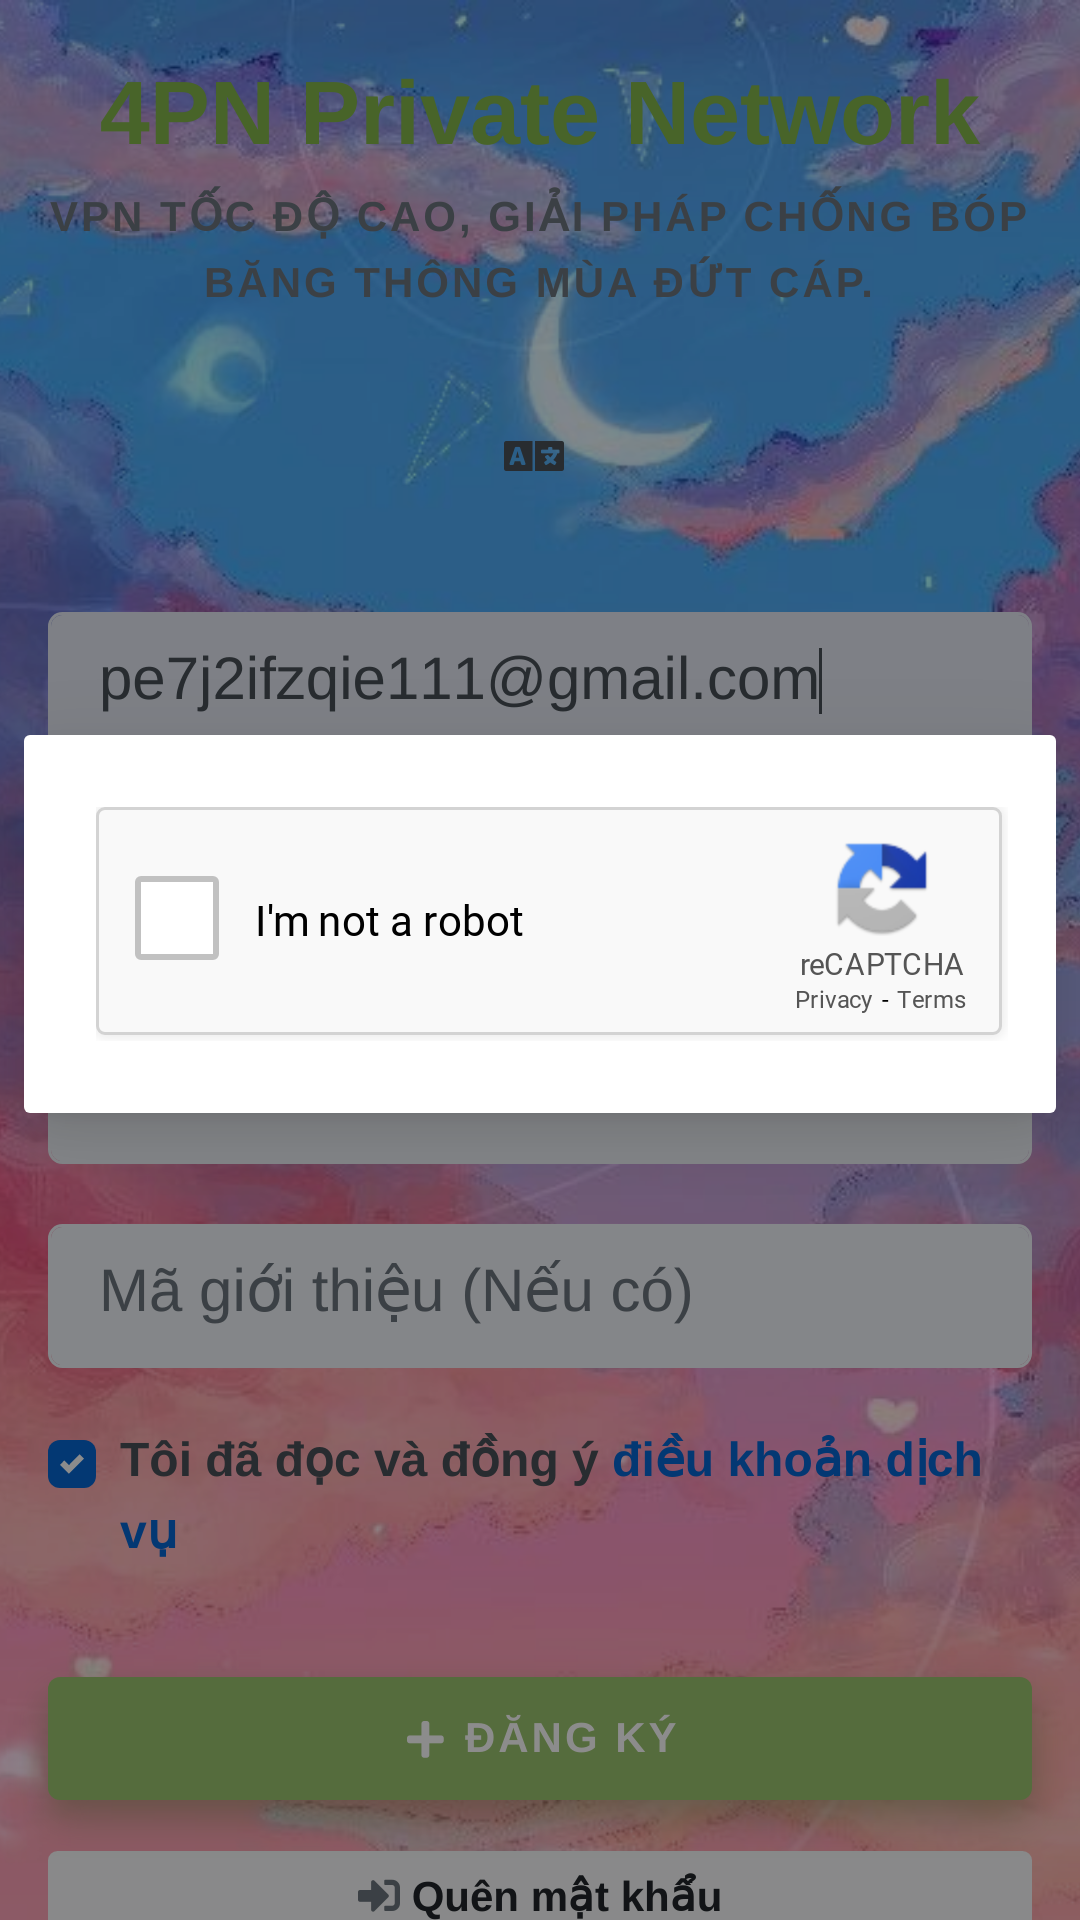 4PN Private Network
VPN TỐC ĐỘ CAO, GIẢI PHÁP CHỐNG BÓP
BĂNG THÔNG MÙA ĐỨT CÁP.
A 文
pe7j2ifzqie111@gmail.com
I'm not a robot
reCAPTCHA
Privacy - Terms
Mã giới thiệu (Nếu có)
Tôi đã đọc và đồng ý điều khoản dịch
vụ
ĐĂNG KÝ
Quên mật khẩu